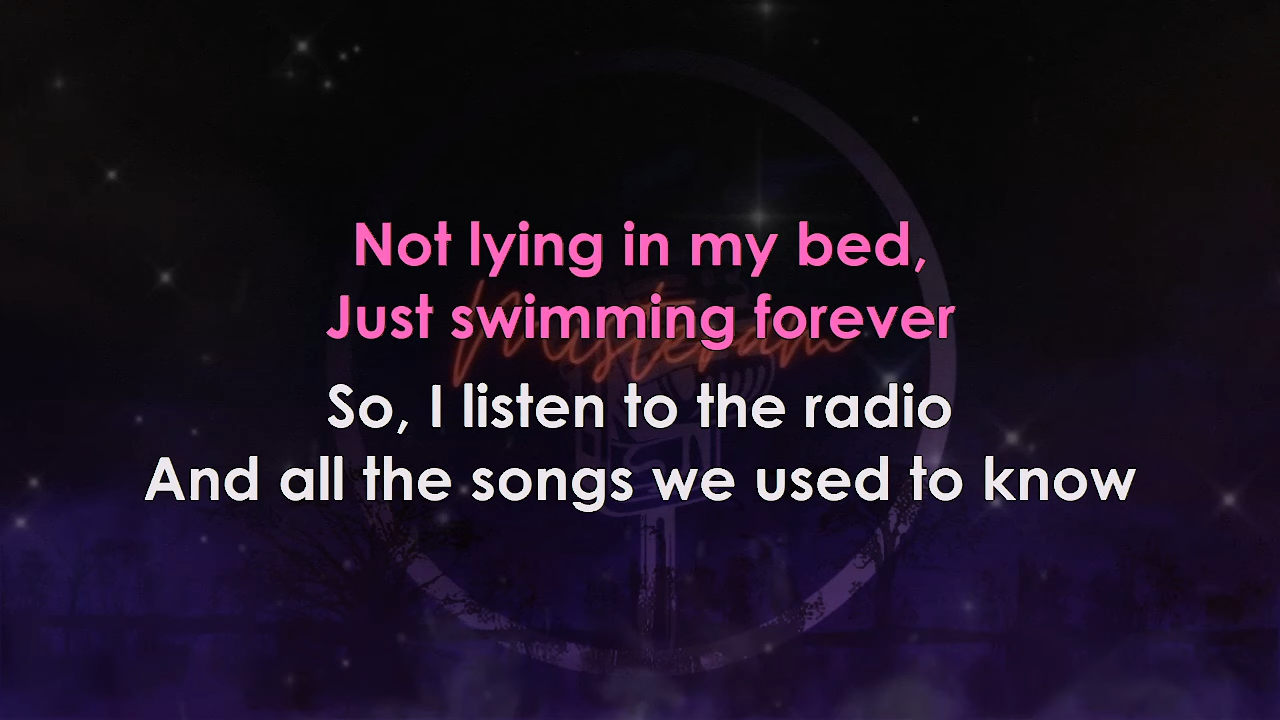 Not lying in my bed,
Just swimming forever
Misteram
So, I listen to the radio
And all the songs we used to know